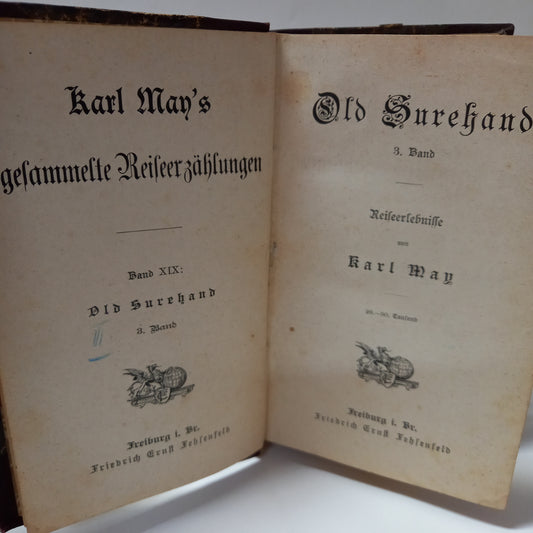 Karl May's
gesammelte Reiseerzählungen
Band XIX:
Old Surehand
3. Band
Freiburg i. Br.
Friedrich Ernst Fehsenfeld
Old Surehand
3. Band
Reiseerlebnisse
von
Karl May
Tausend
Freiburg i. Br.
Friedrich Ernst Fehsenfeld